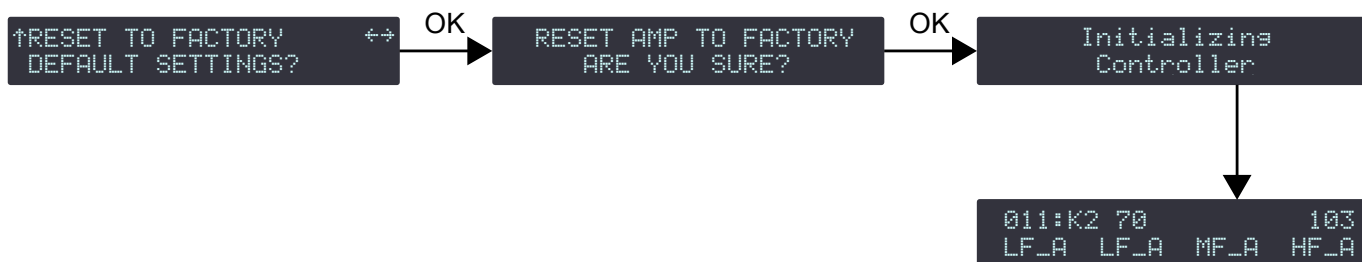 ↑RESET TO FACTORY ←→
DEFAULT SETTINGS?
OK
RESET AMP TO FACTORY
ARE YOU SURE?
OK
Initializing
Controller
011:K2 70 103
LF_A LF_A MF_A HF_A